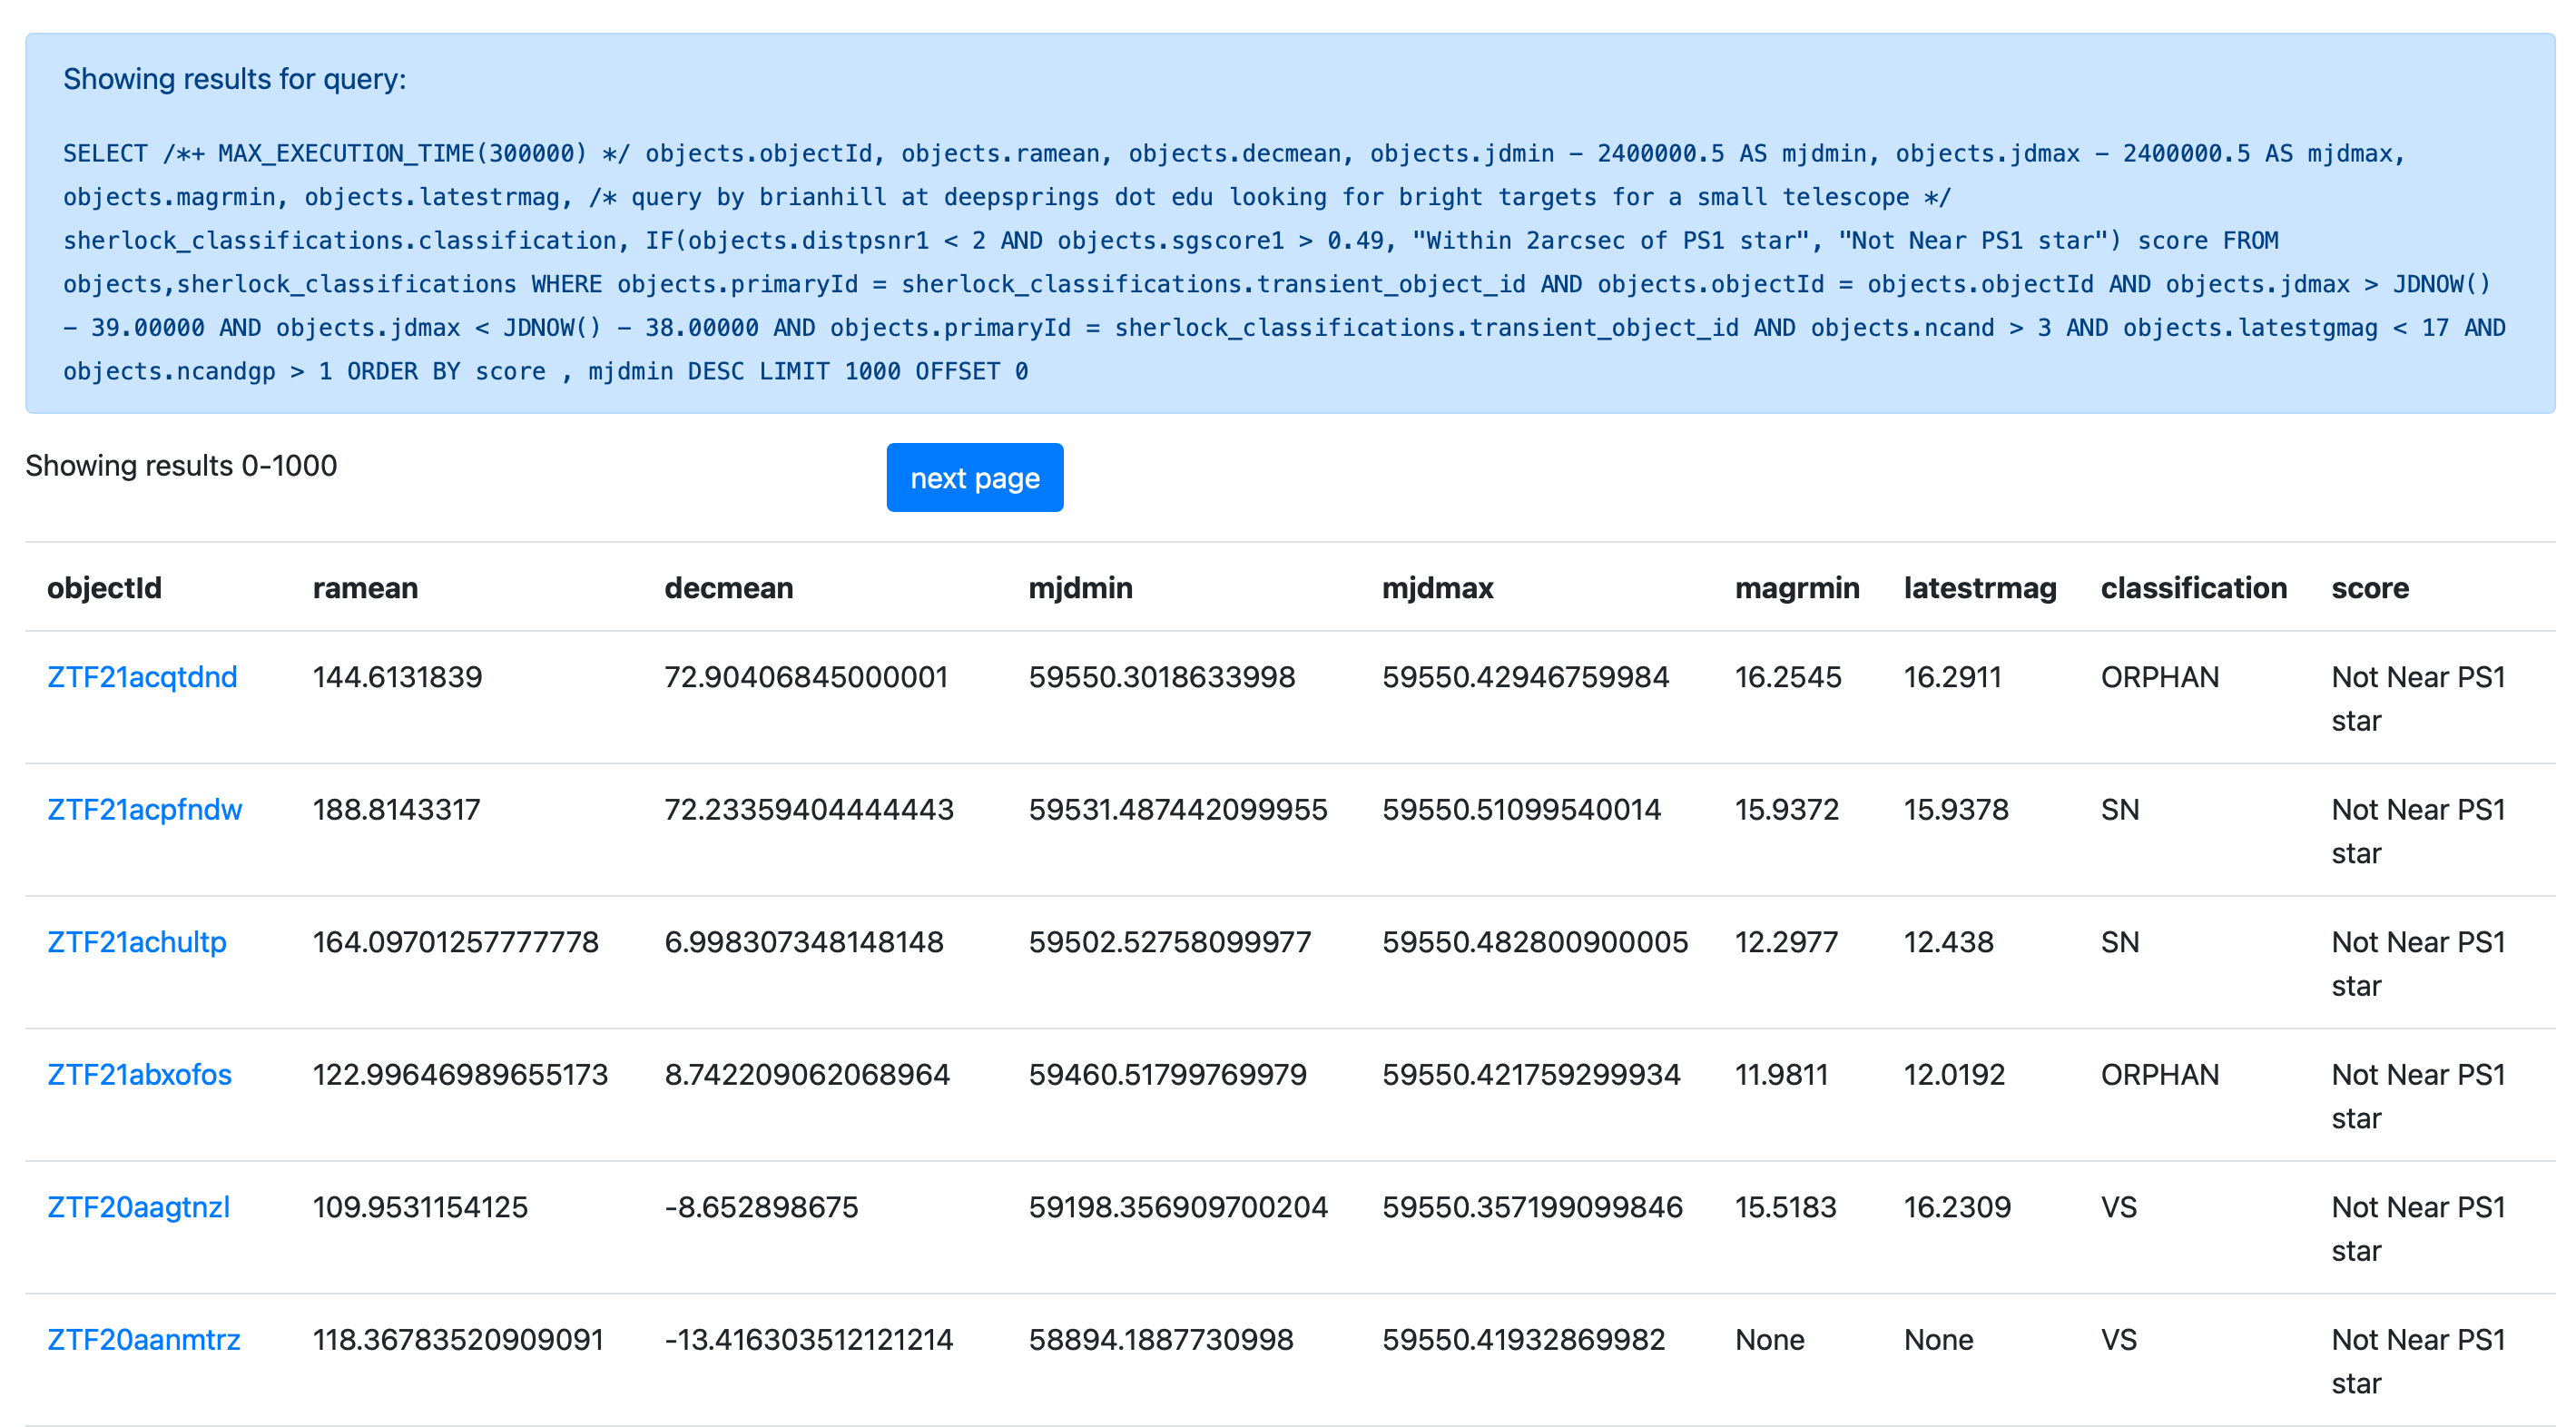 Showing results for query:
SELECT /*+ MAX_EXECUTION_TIME(300000) */ objects.objectId, objects.ramean, objects.decmean, objects.jdmin - 2400000.5 AS mjdmin, objects.jdmax - 2400000.5 AS mjdmax,
objects.magrmin, objects.latestrmag, /* query by brianhill at deepsprings dot edu looking for bright targets for a small telescope */
sherlock_classifications.classification, IF(objects.distpsnr1 < 2 AND objects.sgscore1 > 0.49, "Within 2arcsec of PS1 star", "Not Near PS1 star") score FROM
objects,sherlock_classifications WHERE objects.primaryId = sherlock_classifications.transient_object_id AND objects.objectId = objects.objectId AND objects.jdmax > JDNOW()
- 39.00000 AND objects.jdmax < JDNOW() - 38.00000 AND objects.primaryId = sherlock_classifications.transient_object_id AND objects.ncand > 3 AND objects.latestgmag < 17 AND
objects.ncandgp > 1 ORDER BY score , mjdmin DESC LIMIT 1000 OFFSET 0
Showing results 0-1000
next page
objectId ramean decmean mjdmin mjdmax magrmin latestrmag classification score
ZTF21acqtdnd 144.6131839 72.90406845000001 59550.3018633998 59550.42946759984 16.2545 16.2911 ORPHAN Not Near PS1
star
ZTF21acpfndw 188.8143317 72.23359404444443 59531.487442099955 59550.51099540014 15.9372 15.9378 SN Not Near PS1
star
ZTF21achultp 164.09701257777778 6.998307348148148 59502.52758099977 59550.482800900005 12.2977 12.438 SN Not Near PS1
star
ZTF21abxofos 122.99646989655173 8.742209062068964 59460.51799769979 59550.421759299934 11.9811 12.0192 ORPHAN Not Near PS1
star
ZTF20aagtnzl 109.9531154125 -8.652898675 59198.356909700204 59550.357199099846 15.5183 16.2309 VS Not Near PS1
star
ZTF20aanmtrz 118.36783520909091 -13.416303512121214 58894.1887730998 59550.41932869982 None None VS Not Near PS1
star